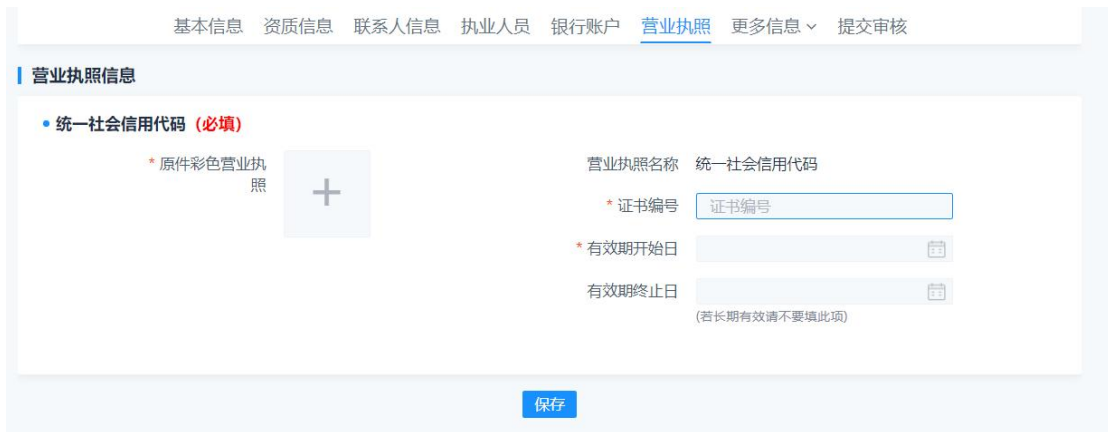 基本信息 资质信息 联系人信息 执业人员 银行账户 营业执照 更多信息 提交审核
营业执照信息
统一社会信用代码（必填）
* 原件彩色营业执
照
营业执照名称 统一社会信用代码
* 证书编号 证书编号
* 有效期开始日
有效期终止日
(若长期有效请不要填此项)
保存